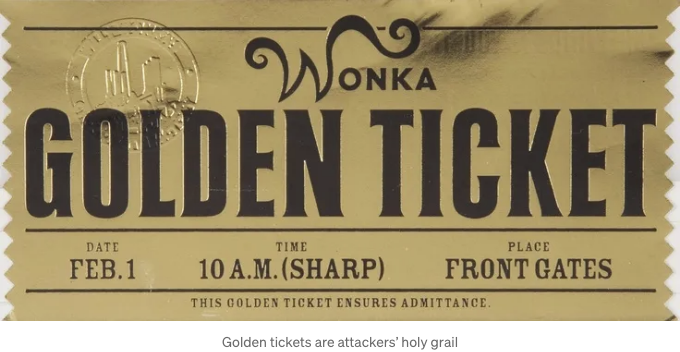 WONKA
GOLDEN TICKET
DATE TIME PLACE
FEB.1 10 A.M.(SHARP) FRONT GATES
THIS GOLDEN TICKET ENSURES ADMITTANCE.
Golden tickets are attackers’ holy grail